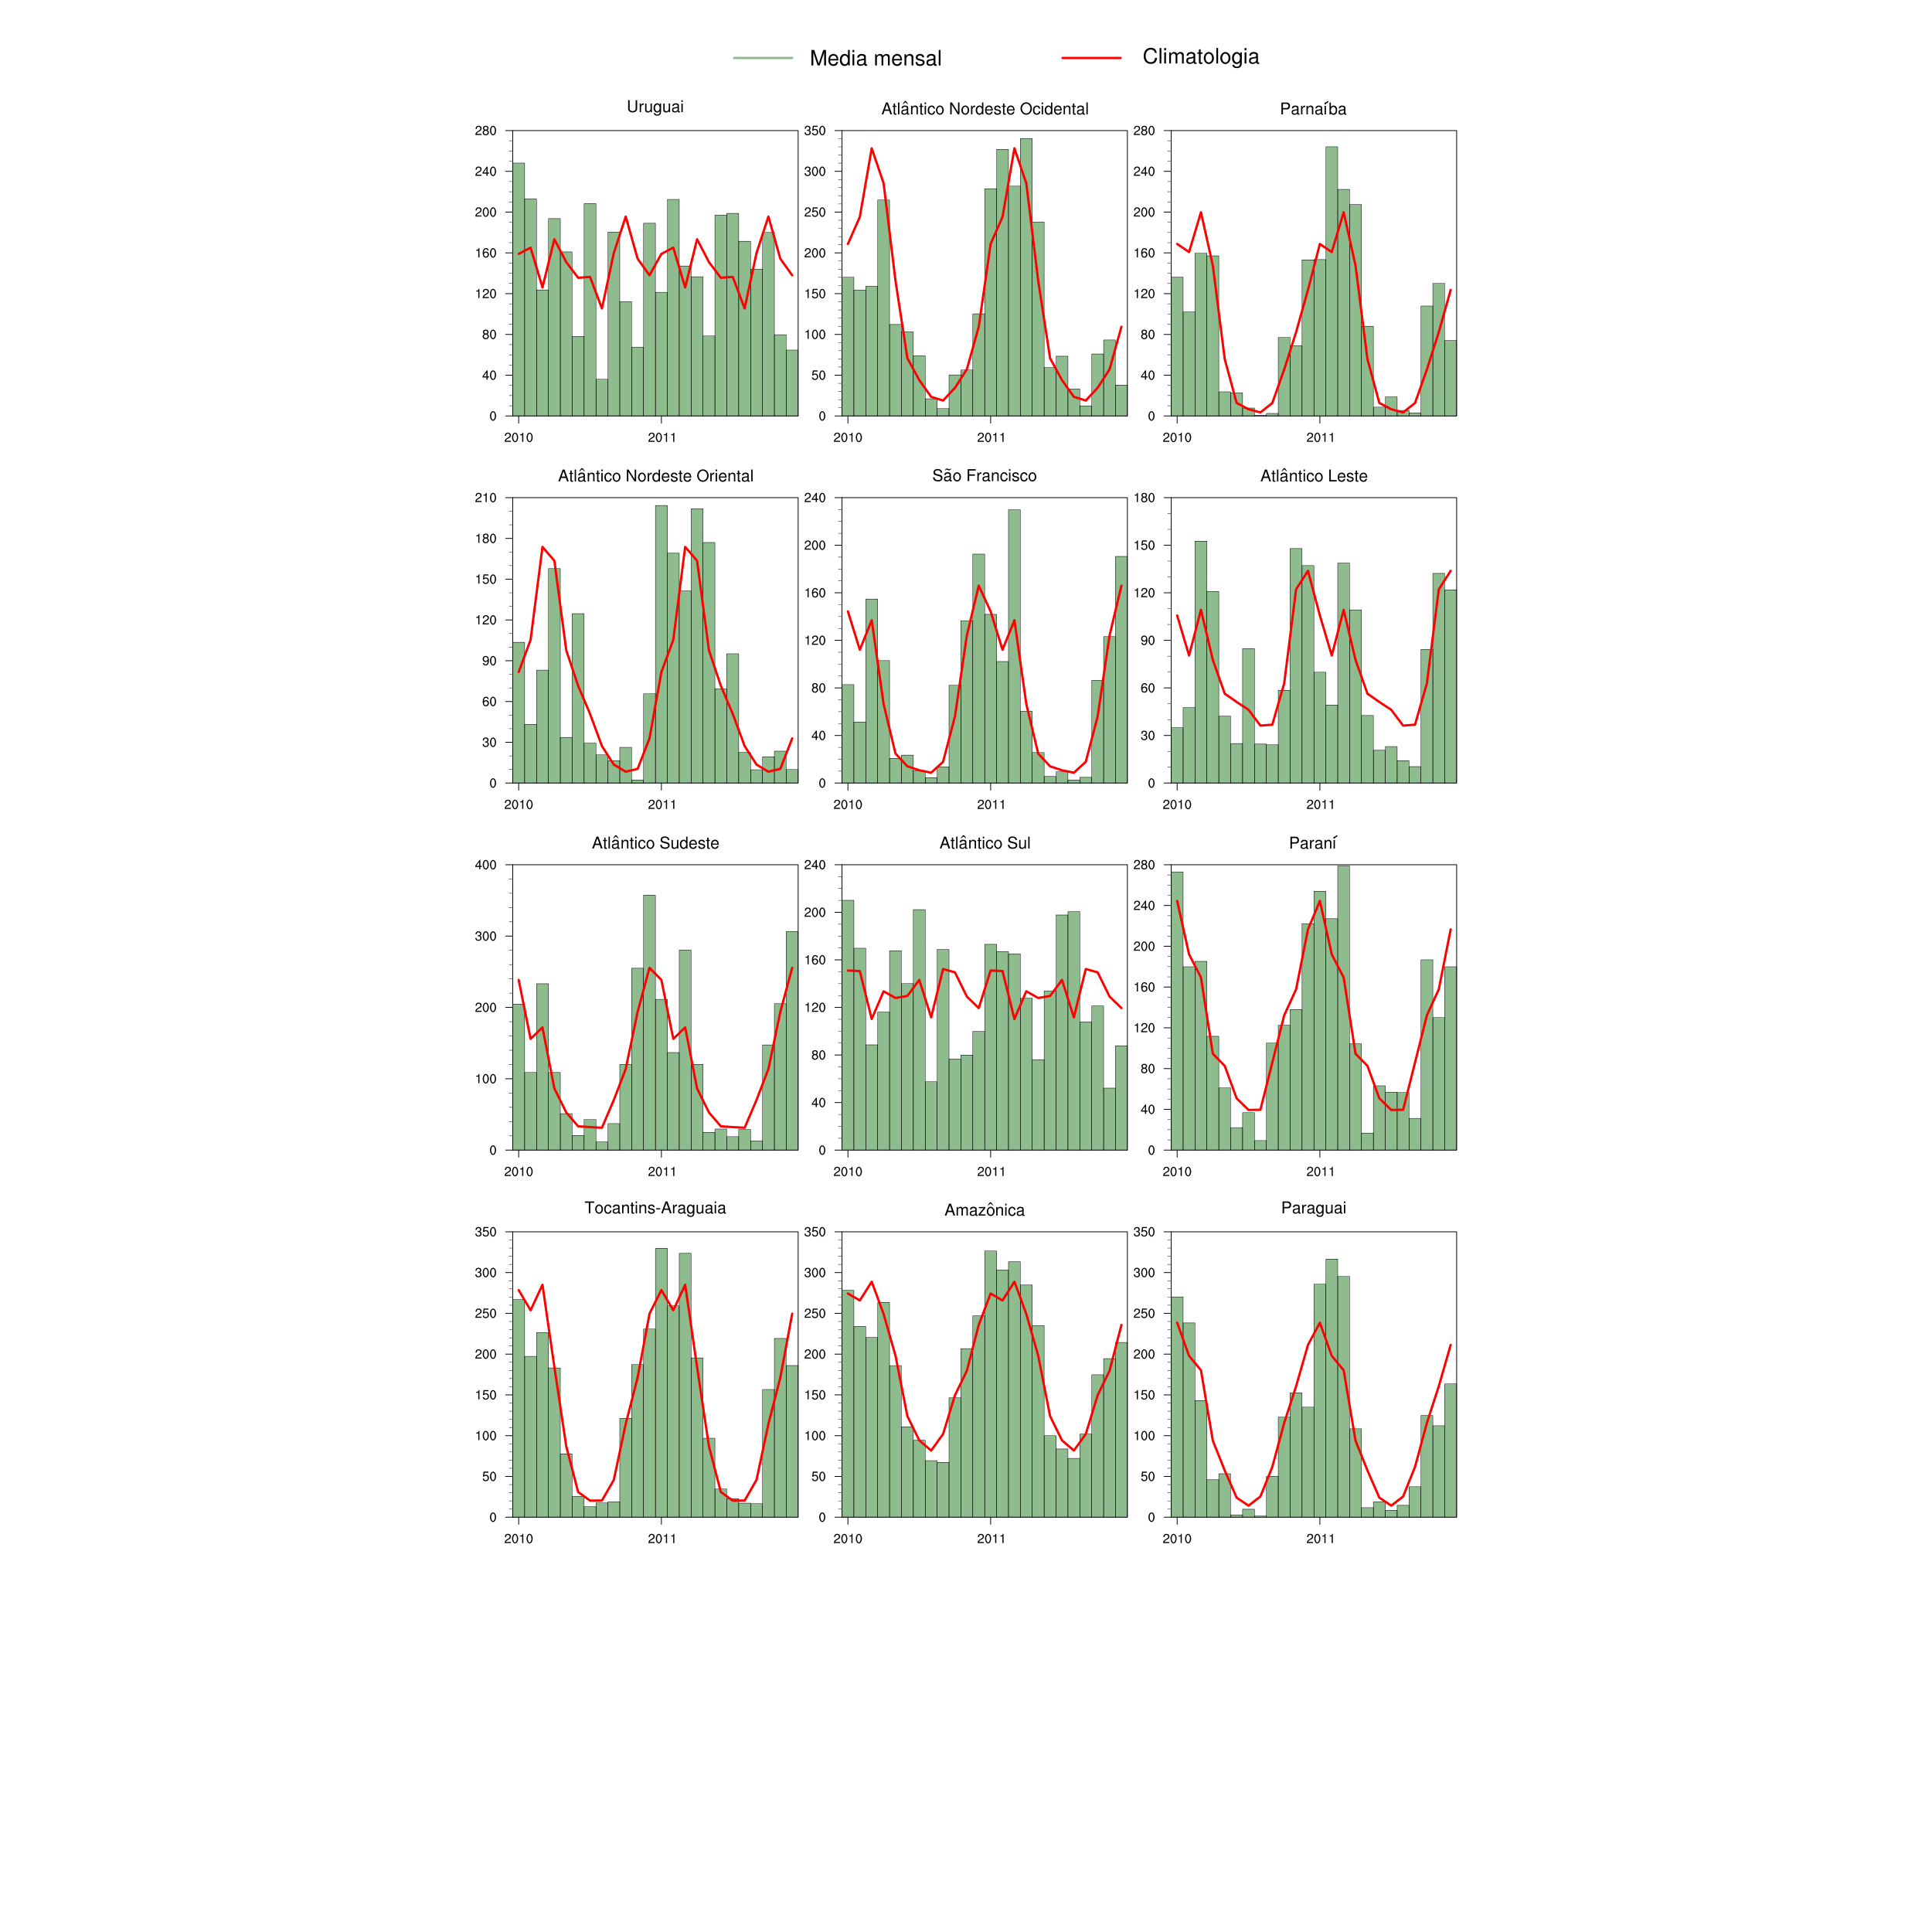 Media mensal Climatologia
Uruguai Atlântico Nordeste Ocidental Parnaíba
280 350 280
240 300 240
200 250 200
160 200 160
120 150 120
80 100 80
40 50 40
0 0 0
2010 2011 2010 2011 2010 2011
Atlântico Nordeste Oriental São Francisco Atlântico Leste
210 240 180
180 200 150
150 160 120
120 120 90
90 80 60
60 40 30
30 0 0
0
2010 2011 2010 2011 2010 2011
Atlântico Sudeste Atlântico Sul Paraní
400 240 280
300 200 240
200 160 200
100 120 160
0 80 120
40 80
0 40
0
2010 2011 2010 2011 2010 2011
Tocantins-Araguaia Amazônica Paraguai
350 350 350
300 300 300
250 250 250
200 200 200
150 150 150
100 100 100
50 50 50
0 0 0
2010 2011 2010 2011 2010 2011